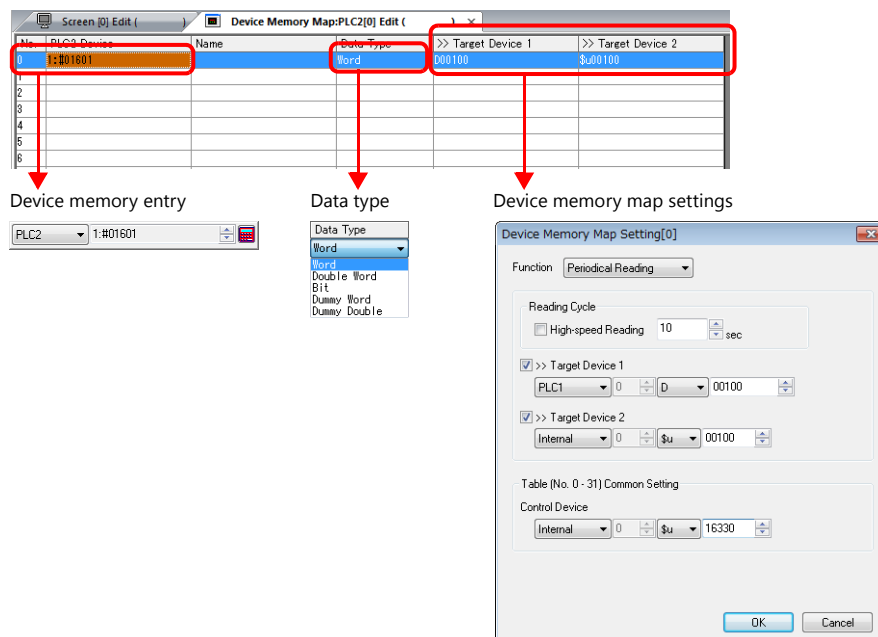 Screen [0] Edit ( )
Device Memory Map:PLC2[0] Edit ( ) ×
No. PLC2 Device Name Data Type >> Target Device 1 >> Target Device 2
0 1:#01601 Word D00100 $u00100
1
2
3
4
5
6
Device memory entry
Data type
Device memory map settings
PLC2 1:#01601
Data Type
Word
Word
Double Word
Bit
Dummy Word
Dummy Double
Device Memory Map Setting[0]
Function Periodical Reading
Reading Cycle
High-speed Reading 10 sec
>> Target Device 1
PLC1 0 D 00100
>> Target Device 2
Internal 0 $u 00100
Table (No. 0 - 31) Common Setting
Control Device
Internal 0 $u 16330
OK Cancel